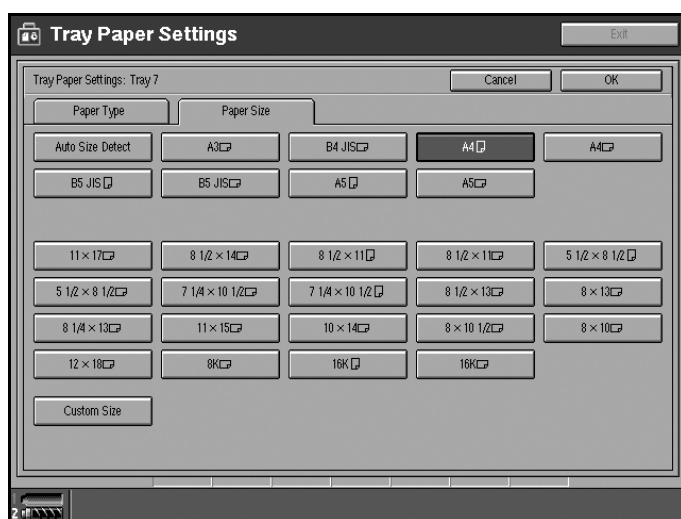 Tray Paper Settings Exit
Tray Paper Settings: Tray 7 Cancel OK
Paper Type Paper Size
Auto Size Detect A3 B4 JIS A4 A4
B5 JIS B5 JIS A5 A5
11 × 17 8 1/2 × 14 8 1/2 × 11 8 1/2 × 11 5 1/2 × 8 1/2
5 1/2 × 8 1/2 7 1/4 × 10 1/2 7 1/4 × 10 1/2 8 1/2 × 13 8 × 13
8 1/4 × 13 11 × 15 10 × 14 8 × 10 1/2 8 × 10
12 × 18 8K 16K 16K
Custom Size
1
2